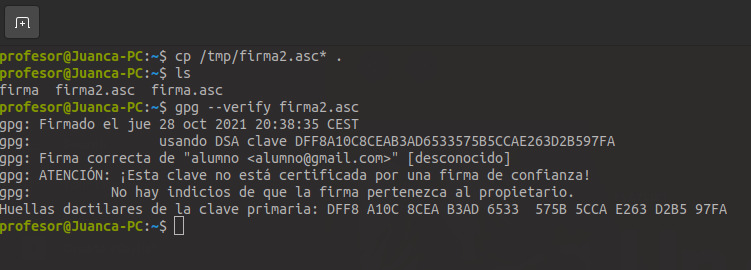 profesor@Juanca-PC:~$ cp /tmp/firma2.asc* .
profesor@Juanca-PC:~$ ls
firma  firma2.asc  firma.asc
profesor@Juanca-PC:~$ gpg --verify firma2.asc
gpg: Firmado el jue 28 oct 2021 20:38:35 CEST
gpg:                usando DSA clave DFF8A10C8CEAB3AD6533575B5CCAE263D2B597FA
gpg: Firma correcta de "alumno <alumno@gmail.com>" [desconocido]
gpg: ATENCIÓN: ¡Esta clave no está certificada por una firma de confianza!
gpg:          No hay indicios de que la firma pertenezca al propietario.
Huellas dactilares de la clave primaria: DFF8 A10C 8CEA B3AD 6533  575B 5CCA E263 D2B5 97FA
profesor@Juanca-PC:~$